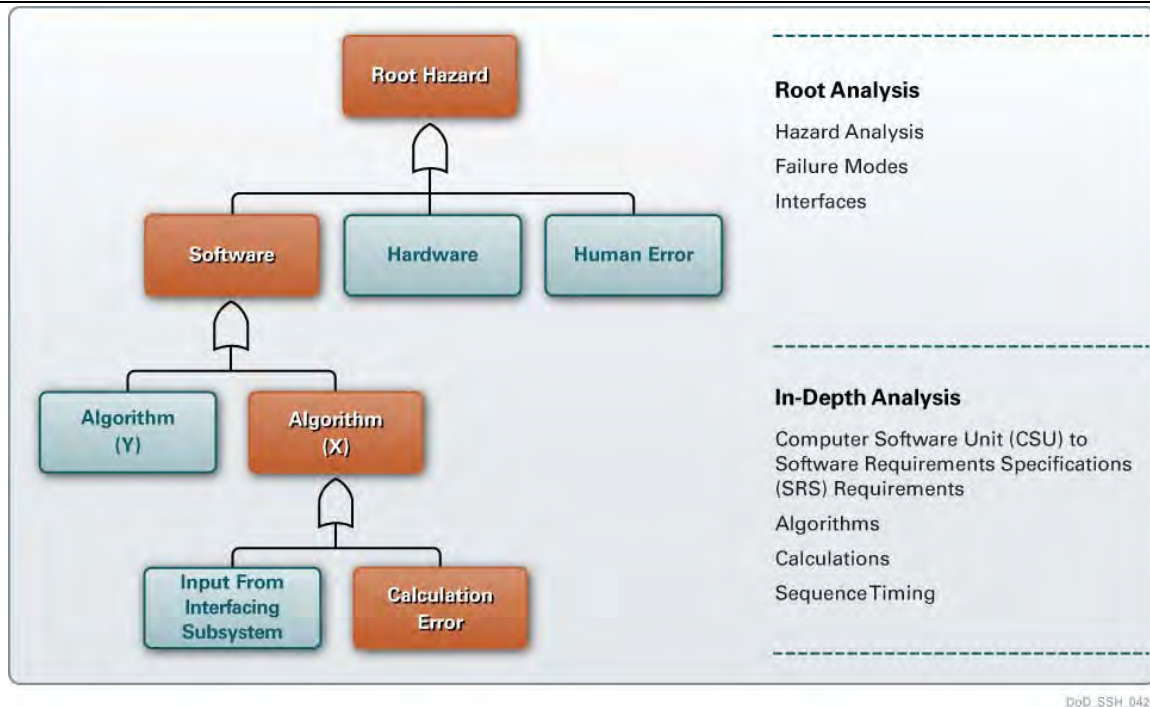 Root Hazard
Software
Hardware
Human Error
Algorithm
(Y)
Algorithm
(X)
Input From
Interfacing
Subsystem
Calculation
Error
Root Analysis
Hazard Analysis
Failure Modes
Interfaces
In-Depth Analysis
Computer Software Unit (CSU) to
Software Requirements Specifications
(SRS) Requirements
Algorithms
Calculations
Sequence Timing
DoD_SSH_042